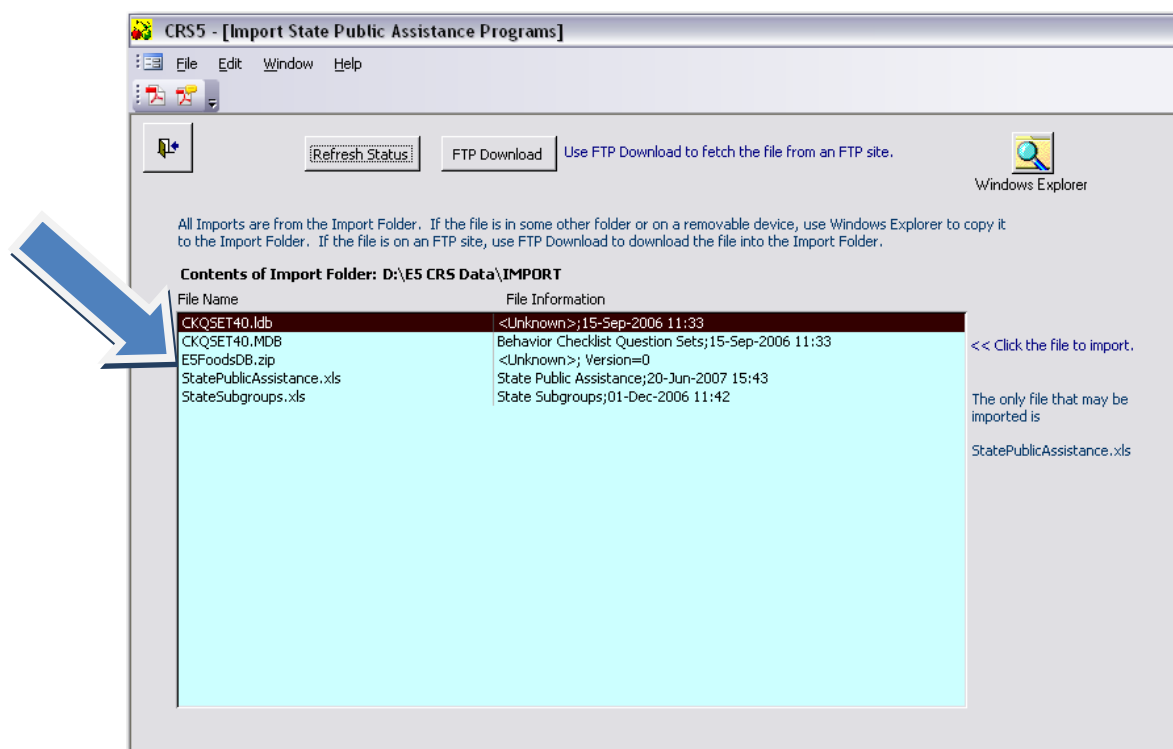 CRS5 - [Import State Public Assistance Programs]
File Edit Window Help
Refresh Status FTP Download Use FTP Download to fetch the file from an FTP site.
Windows Explorer
All Imports are from the Import Folder. If the file is in some other folder or on a removable device, use Windows Explorer to copy it
to the Import Folder. If the file is on an FTP site, use FTP Download to download the file into the Import Folder.
Contents of Import Folder: D:\E5 CRS Data\IMPORT
File Name File Information
CKQSET40.ldb <Unknown>;15-Sep-2006 11:33
CKQSET40.MDB Behavior Checklist Question Sets;15-Sep-2006 11:33
E5FoodsDB.zip <Unknown>; Version=0
StatePublicAssistance.xls State Public Assistance;20-Jun-2007 15:43
StateSubgroups.xls State Subgroups;01-Dec-2006 11:42
<< Click the file to import.
The only file that may be
imported is
StatePublicAssistance.xls